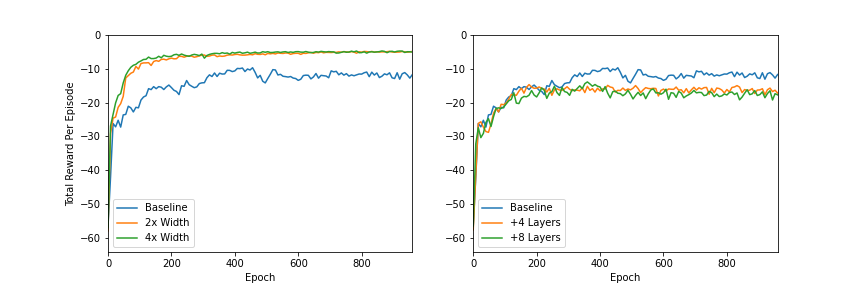 0
−10
−20
−30
−40
−50
−60
Total Reward Per Episode
0 200 400 600 800
Epoch
Baseline
2x Width
4x Width
0
−10
−20
−30
−40
−50
−60
0 200 400 600 800
Epoch
Baseline
+4 Layers
+8 Layers